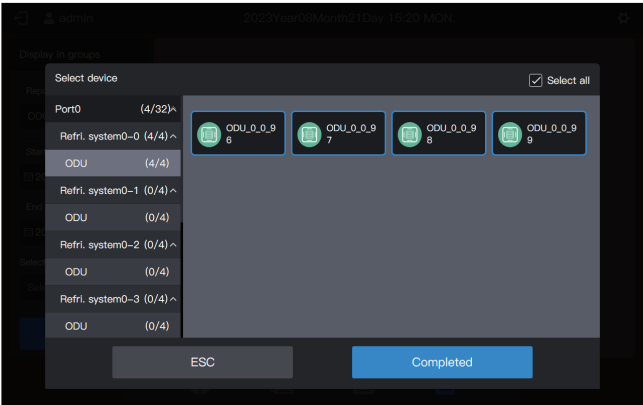 admin
2023Year08Month21Day 15:20 MON.
Display in groups
Select device
Select all
Port0 (4/32)
Refri. system0-0 (4/4)
ODU (4/4)
Refri. system0-1 (0/4)
ODU (0/4)
Refri. system0-2 (0/4)
ODU (0/4)
Refri. system0-3 (0/4)
ODU (0/4)
ODU_0_0_9
6
ODU_0_0_9
7
ODU_0_0_9
8
ODU_0_0_9
9
ESC
Completed